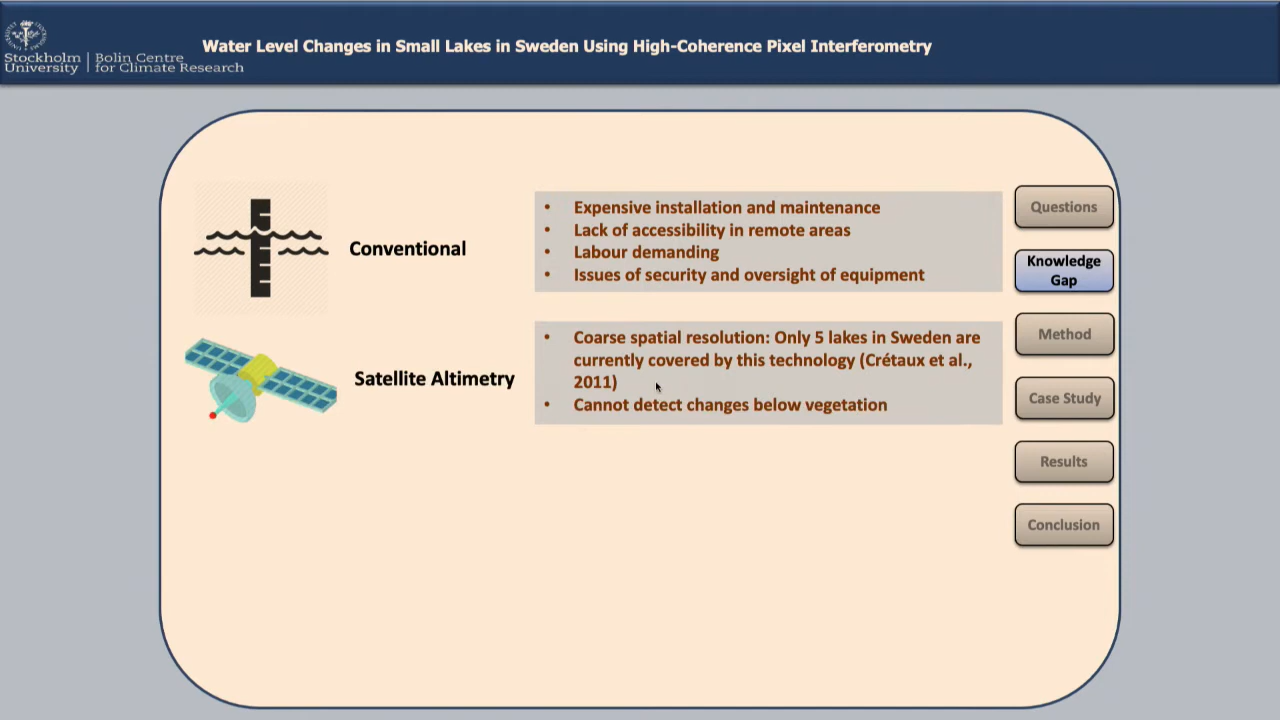 Water Level Changes in Small Lakes in Sweden Using High-Coherence Pixel Interferometry
Stockholm
University
Bolin Centre
for Climate Research
Conventional
• Expensive installation and maintenance
• Lack of accessibility in remote areas
• Labour demanding
• Issues of security and oversight of equipment
Satellite Altimetry
• Coarse spatial resolution: Only 5 lakes in Sweden are
currently covered by this technology (Crétaux et al.,
2011)
• Cannot detect changes below vegetation
Questions
Knowledge
Gap
Method
Case Study
Results
Conclusion